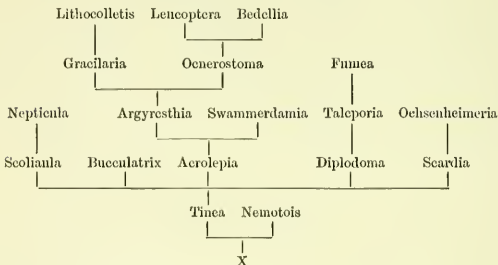 Lithocolletis Leucoptera Bedellia
Gracilaria Ocnerostoma Fumea
Nepticula Argyresthia Swammerdamia Taleporia Ochsenheimeria
Scoliaula Bucculatrix Acrolepia Diplodoma Scardia
Tinea Nemotois
X